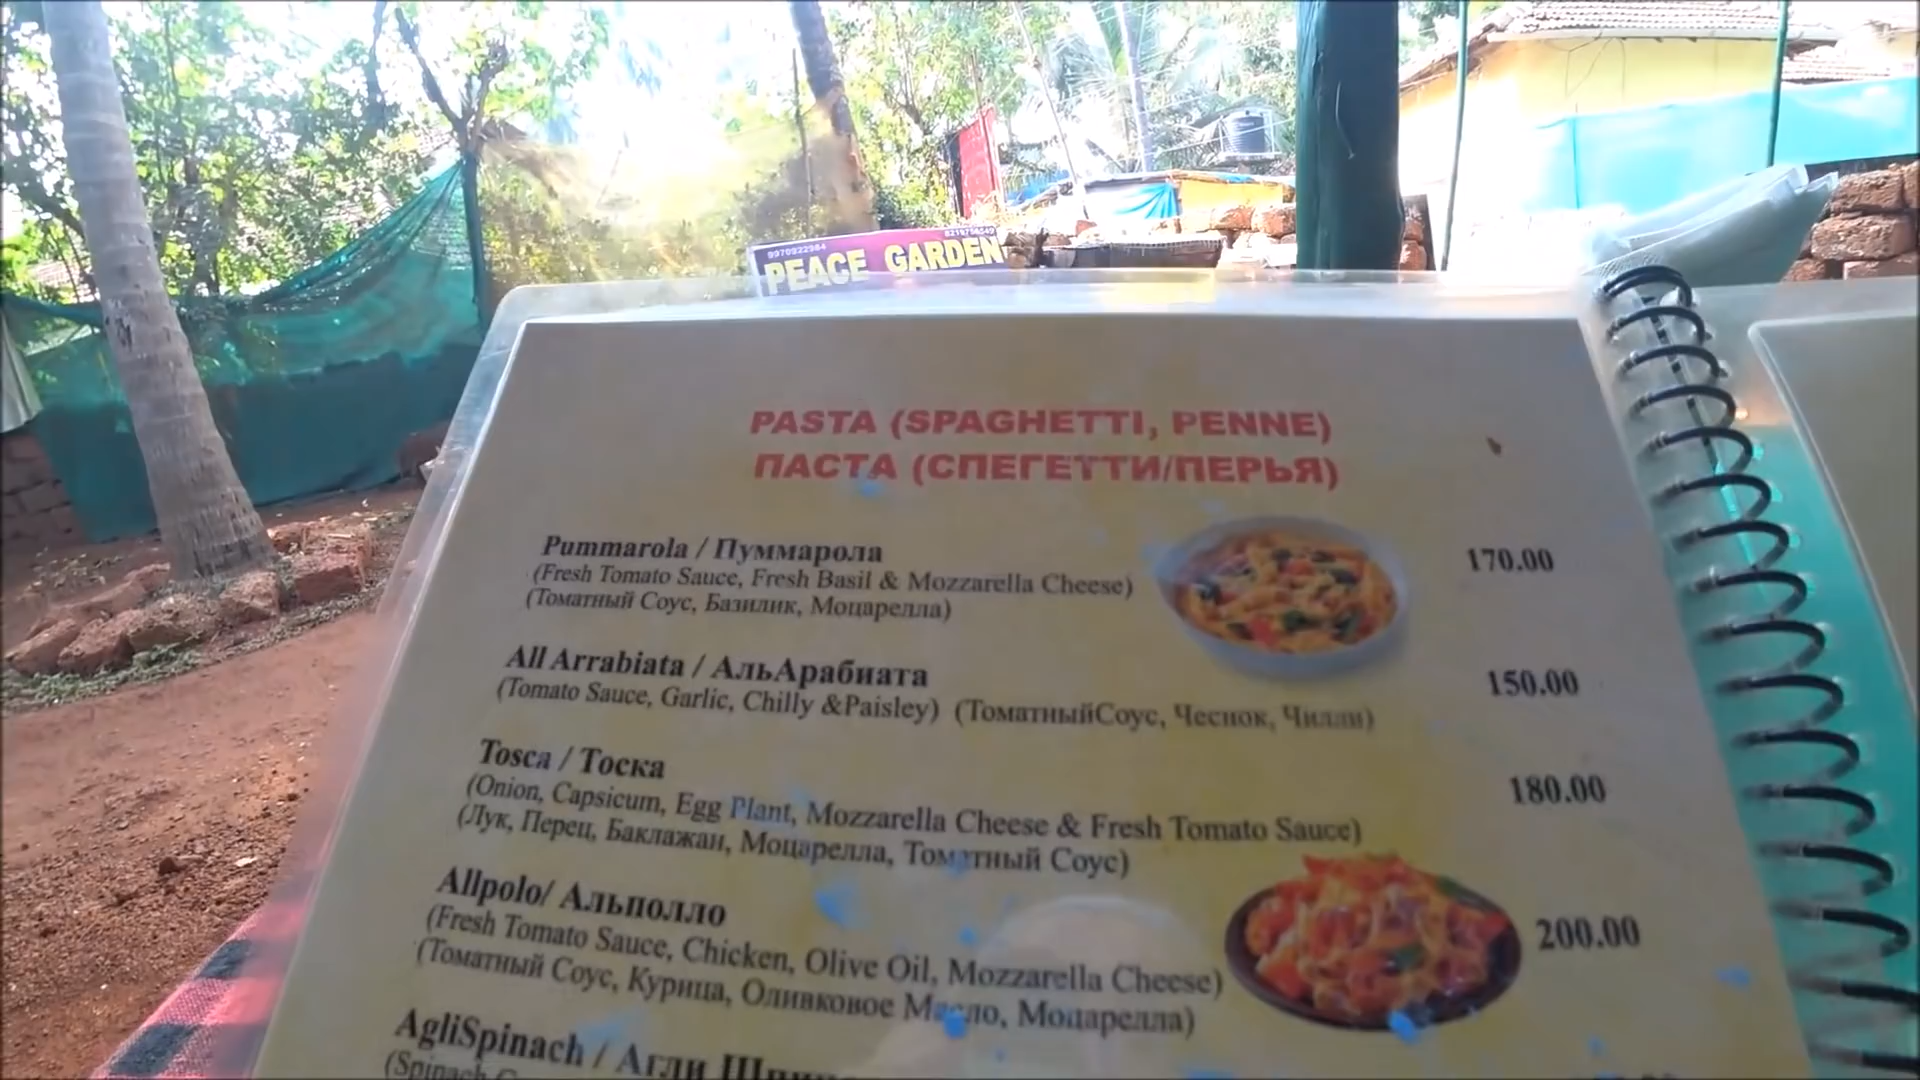 PEACE GARDEN
PASTA (SPAGHETTI, PENNE)
ПАСТА (СПЕГЕТТИ/ПЕРЬЯ)
Pummarola / Пуммарола 170.00
(Fresh Tomato Sauce, Fresh Basil & Mozzarella Cheese)
(Томатный Соус, Базилик, Моцарелла)
All Arrabiata / АльАрабиата 150.00
(Tomato Sauce, Garlic, Chilly &Paisley) (ТоматныйСоус, Чеснок, Чилли)
Tosca / Тоска 180.00
(Onion, Capsicum, Egg Plant, Mozzarella Cheese & Fresh Tomato Sauce)
(Лук, Перец, Баклажан, Моцарелла, Томатный Соус)
Allpolo/ Альполло 200.00
(Fresh Tomato Sauce, Chicken, Olive Oil, Mozzarella Cheese)
(Томатный Соус, Курица, Оливковое Масло, Моцарелла)
AgliSpinach / Агли
(Spinach